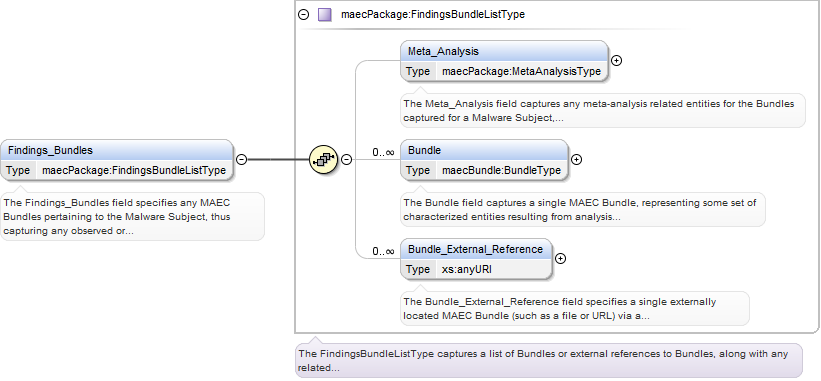 maecPackage:FindingsBundleListType
Meta_Analysis
Type maecPackage:MetaAnalysisType
The Meta_Analysis field captures any meta-analysis related entities for the Bundles
captured for a Malware Subject,...
Findings_Bundles
Type maecPackage:FindingsBundleListType
The Findings_Bundles field specifies any MAEC
Bundles pertaining to the Malware Subject, thus
capturing any observed or...
0..∞
Bundle
Type maecBundle:BundleType
The Bundle field captures a single MAEC Bundle, representing some set of
characterized entities resulting from analysis...
0..∞
Bundle_External_Reference
Type xs:anyURI
The Bundle_External_Reference field specifies a single externally
located MAEC Bundle (such as a file or URL) via a...
The FindingsBundleListType captures a list of Bundles or external references to Bundles, along with any
related...